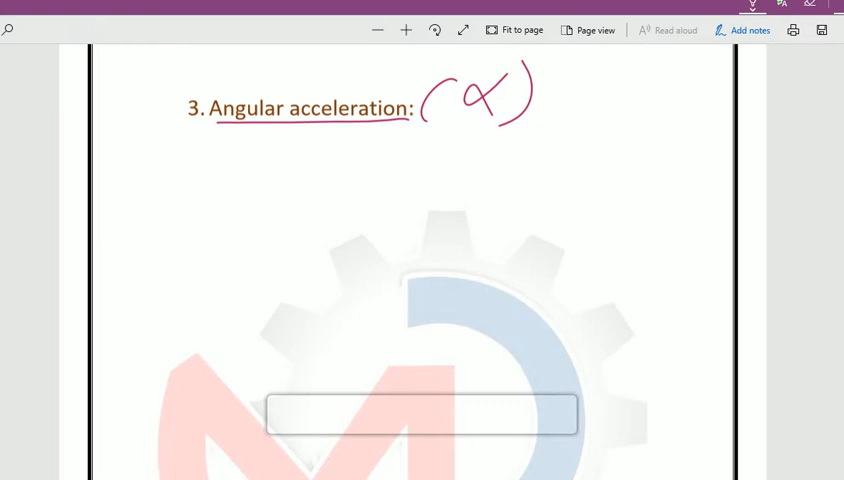 Fit to page Page view Read aloud Add notes
3. Angular acceleration: (α)